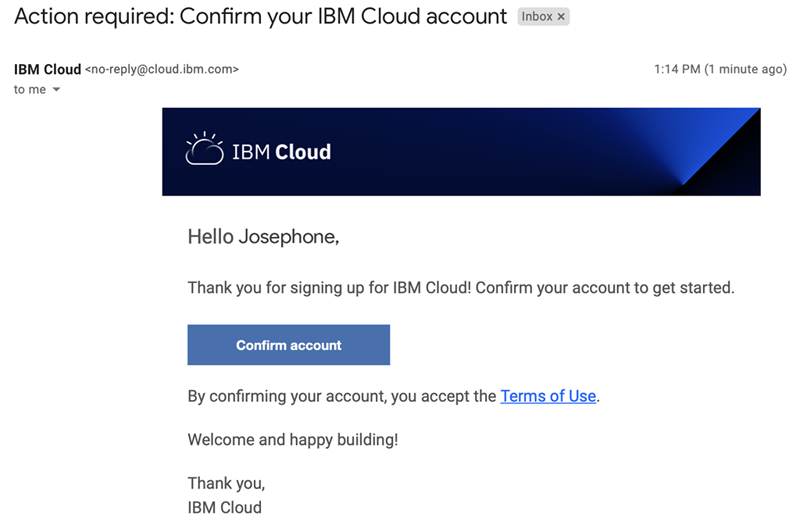 Action required: Confirm your IBM Cloud account Inbox ×
IBM Cloud <no-reply@cloud.ibm.com> 1:14 PM (1 minute ago)
to me
IBM Cloud
Hello Josephone,
Thank you for signing up for IBM Cloud! Confirm your account to get started.
Confirm account
By confirming your account, you accept the Terms of Use.
Welcome and happy building!
Thank you,
IBM Cloud